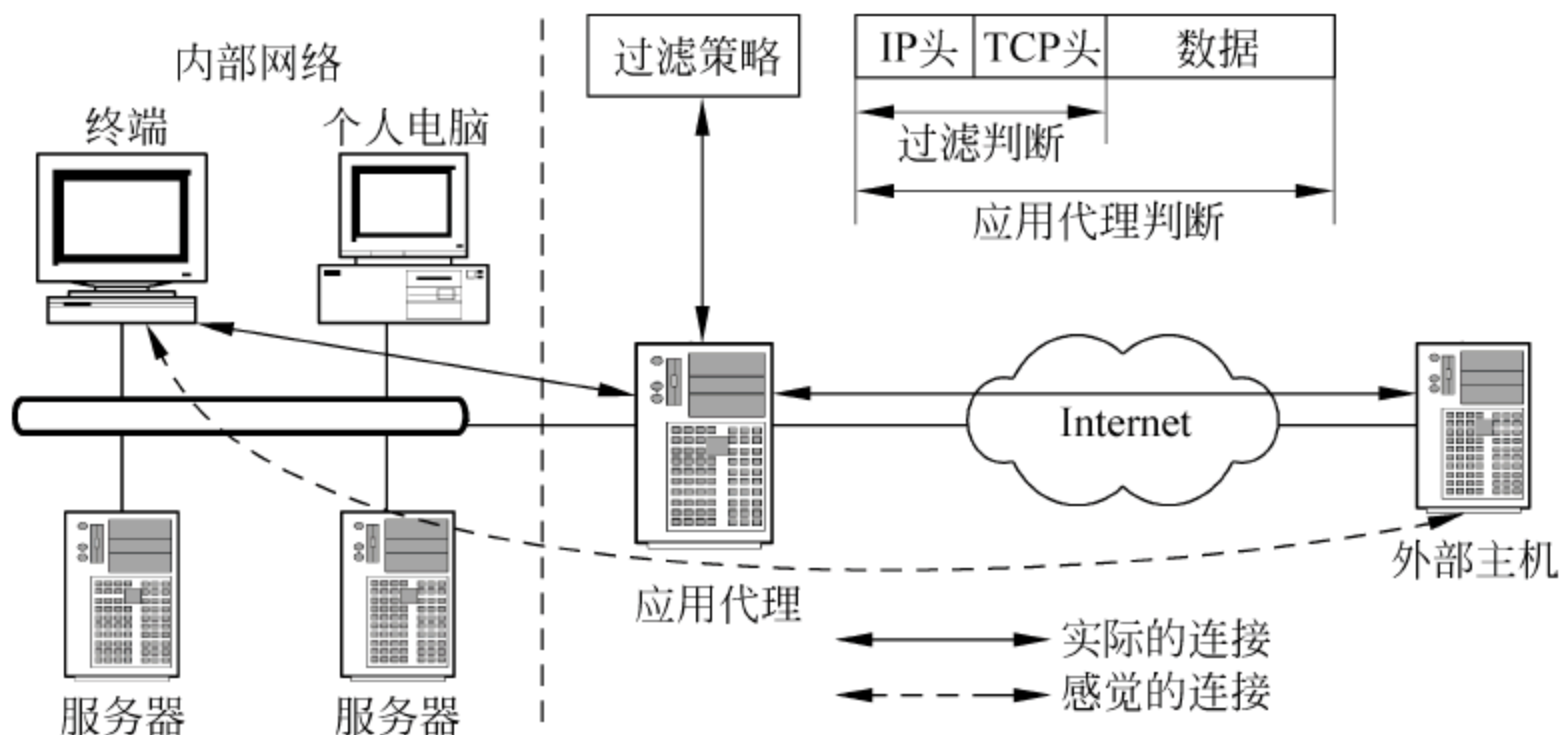 内部网络
终端
个人电脑
过滤策略
IP头
TCP头
数据
过滤判断
应用代理判断
Internet
外部主机
应用代理
服务器
服务器
实际的连接
感觉的连接